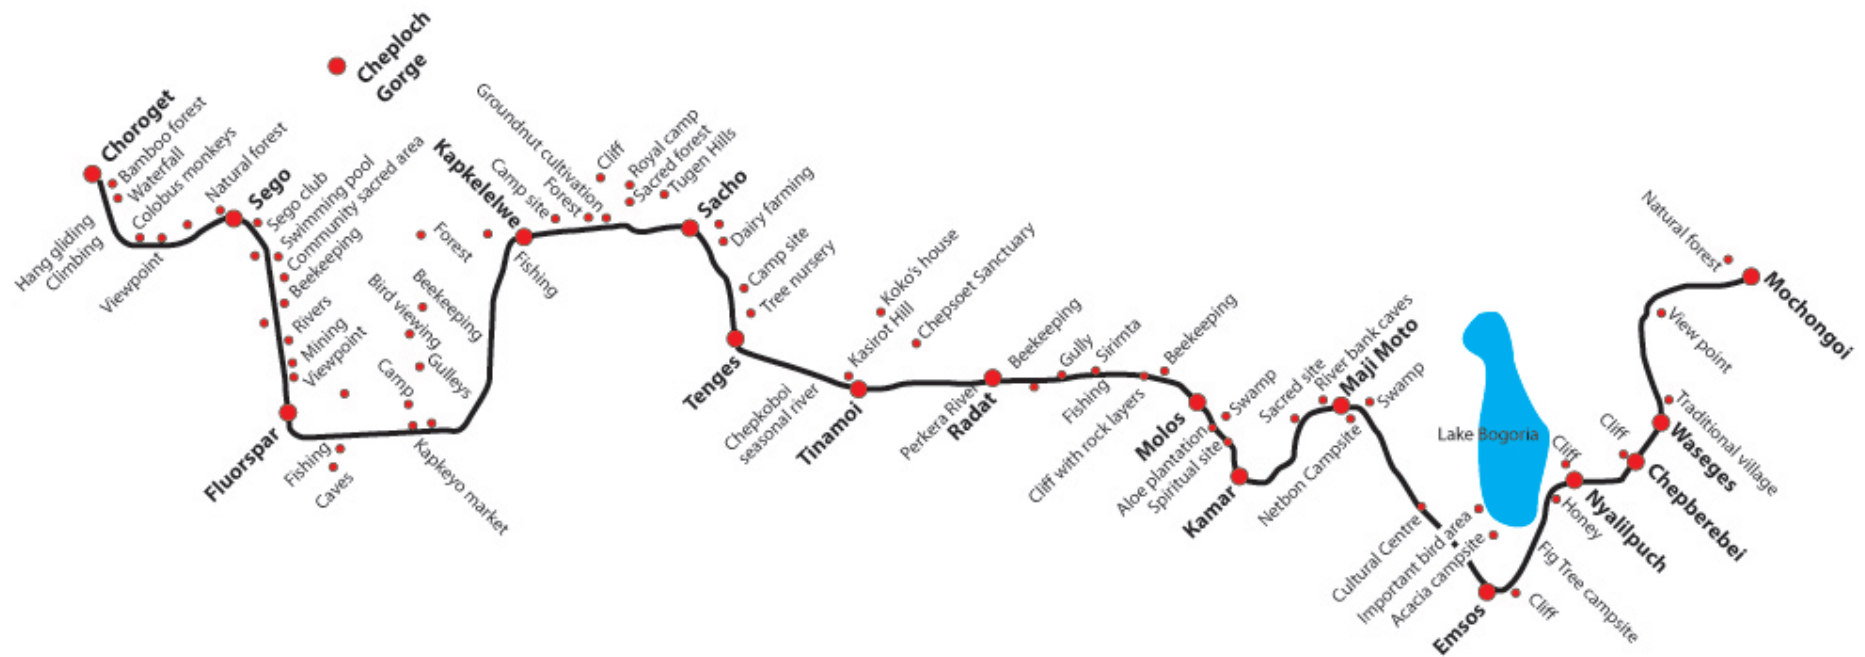 Cheploch
Gorge
Choroget
Bamboo forest
Waterfall
Colobus monkeys
Natural forest
Hang gliding
Climbing
Viewpoint
Sego
Sego club
Swimming pool
Community sacred area
Beekeeping
Rivers
Mining
Viewpoint
Fluorspar
Fishing
Caves
Forest
Beekeeping
Bird viewing
Gulleys
Camp
Kapkeyo market
Kapkelelwe
Fishing
Camp site
Forest
Groundnut cultivation
Cliff
Royal camp
Sacred forest
Tugen Hills
Sacho
Dairy farming
Camp site
Tree nursery
Tenges
Chepkoboi
seasonal river
Kasirot Hill
Koko's house
Chepsoet Sanctuary
Tinamoi
Perkera River
Radat
Beekeeping
Gully
Sirimta
Fishing
Cliff with rock layers
Beekeeping
Molos
Swamp
Aloe plantation
Spiritual site
Kamar
Sacred site
River bank caves
Maji Moto
Swamp
Netbon Campsite
Cultural Centre
Important bird area
Acacia campsite
Lake Bogoria
Emsos
Cliff
Fig Tree campsite
Honey
Cliff
Nyalilpuch
Cliff
Chepberebei
Waseges
Traditional village
View point
Natural forest
Mochongoi